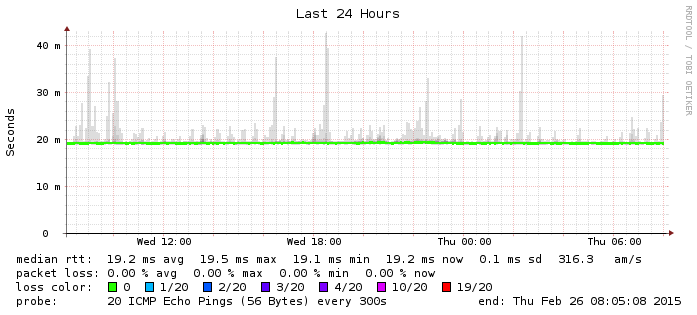 Last 24 Hours
RRDTOOL / TOBI OETIKER
Seconds
40 m
30 m
20 m
10 m
0
Wed 12:00 Wed 18:00 Thu 00:00 Thu 06:00
median rtt: 19.2 ms avg 19.5 ms max 19.1 ms min 19.2 ms now 0.1 ms sd 316.3 am/s
packet loss: 0.00 % avg 0.00 % max 0.00 % min 0.00 % now
loss color: 0 1/20 2/20 3/20 4/20 10/20 19/20
probe: 20 ICMP Echo Pings (56 Bytes) every 300s end: Thu Feb 26 08:05:08 2015